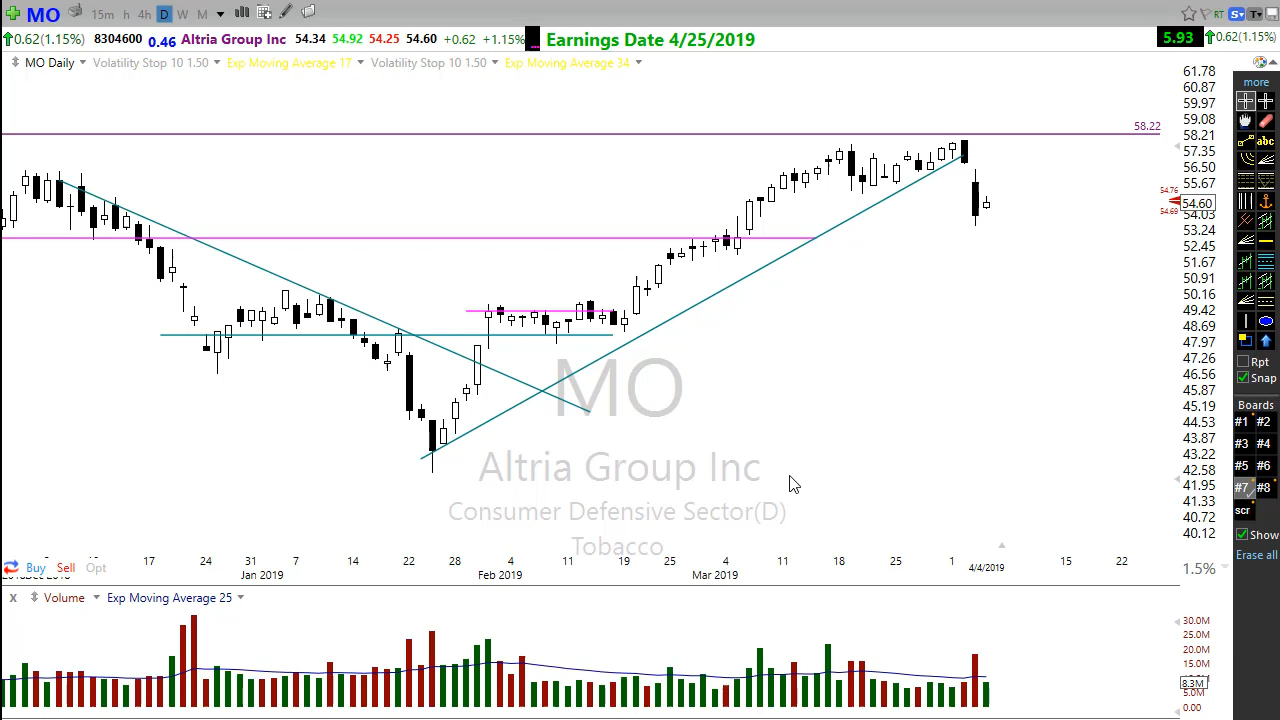 MO 15m h 4h D W M RT S T
0.62(1.15%) 8304600 0.46 Altria Group Inc 54.34 54.92 54.25 54.60 +0.62 +1.15% Earnings Date 4/25/2019 5.93 0.62(1.15%)
MO Daily Volatility Stop 10 1.50 Exp Moving Average 17 Volatility Stop 10 1.50 Exp Moving Average 34
more
abc
61.78
60.87
59.97
59.08
58.22
58.21
57.35
56.50
55.67
54.76
54.60
54.69
54.03
53.24
52.45
51.67
50.91
50.16
49.42
48.69
47.97
47.26
46.56
45.87
45.19
44.53
43.87
43.22
42.58
41.95
41.33
40.72
40.12
Rpt
Snap
Boards
#1 #2
#3 #4
#5 #6
#7 #8
scr
Show
Erase all
MO
Altria Group Inc
Consumer Defensive Sector(D)
Tobacco
17 24 31 7 14 22 28 4 11 19 25 4 11 18 25 1 15 22
Buy Sell Opt
Jan 2019 Feb 2019 Mar 2019 4/4/2019
1.5%
X Volume Exp Moving Average 25
30.0M
25.0M
20.0M
15.0M
8.3M
5.0M
0.00